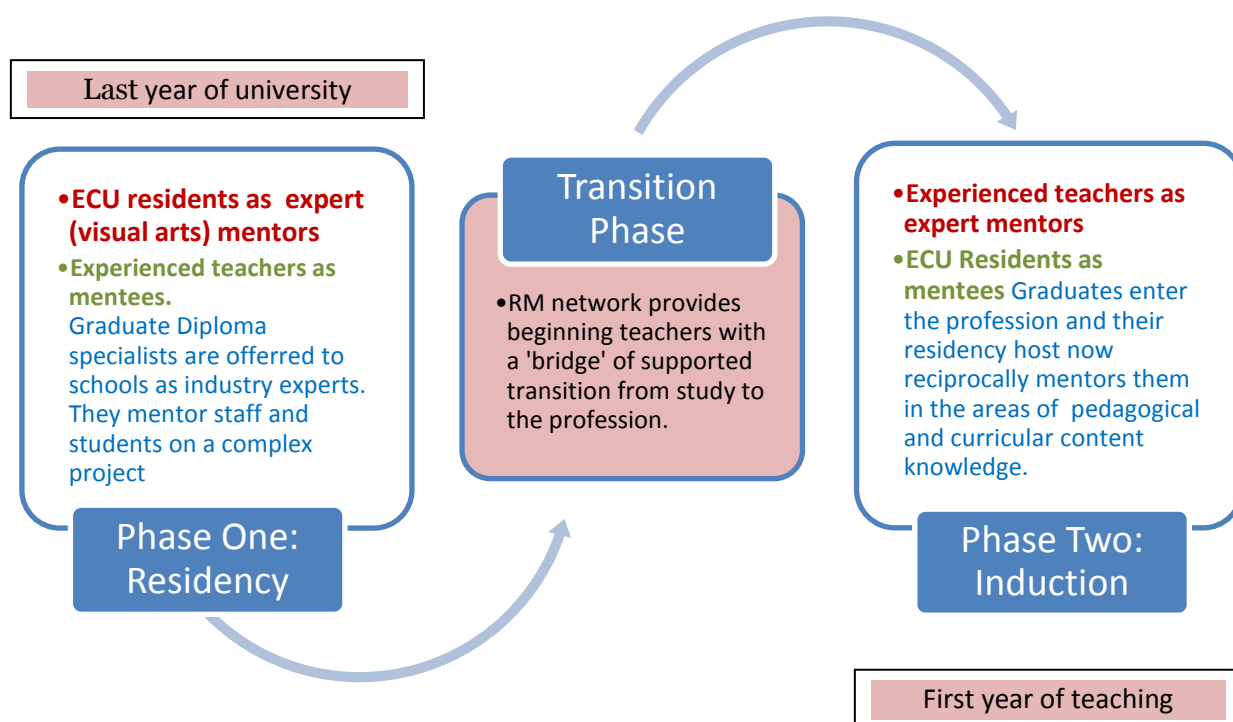 Last year of university
•ECU residents as expert
(visual arts) mentors
•Experienced teachers as
mentees.
Graduate Diploma
specialists are offerred to
schools as industry experts.
They mentor staff and
students on a complex
project
Phase One:
Residency
Transition
Phase
•RM network provides
beginning teachers with
a 'bridge' of supported
transition from study to
the profession.
•Experienced teachers as
expert mentors
•ECU Residents as
mentees Graduates enter
the profession and their
residency host now
reciprocally mentors them
in the areas of pedagogical
and curricular content
knowledge.
Phase Two:
Induction
First year of teaching